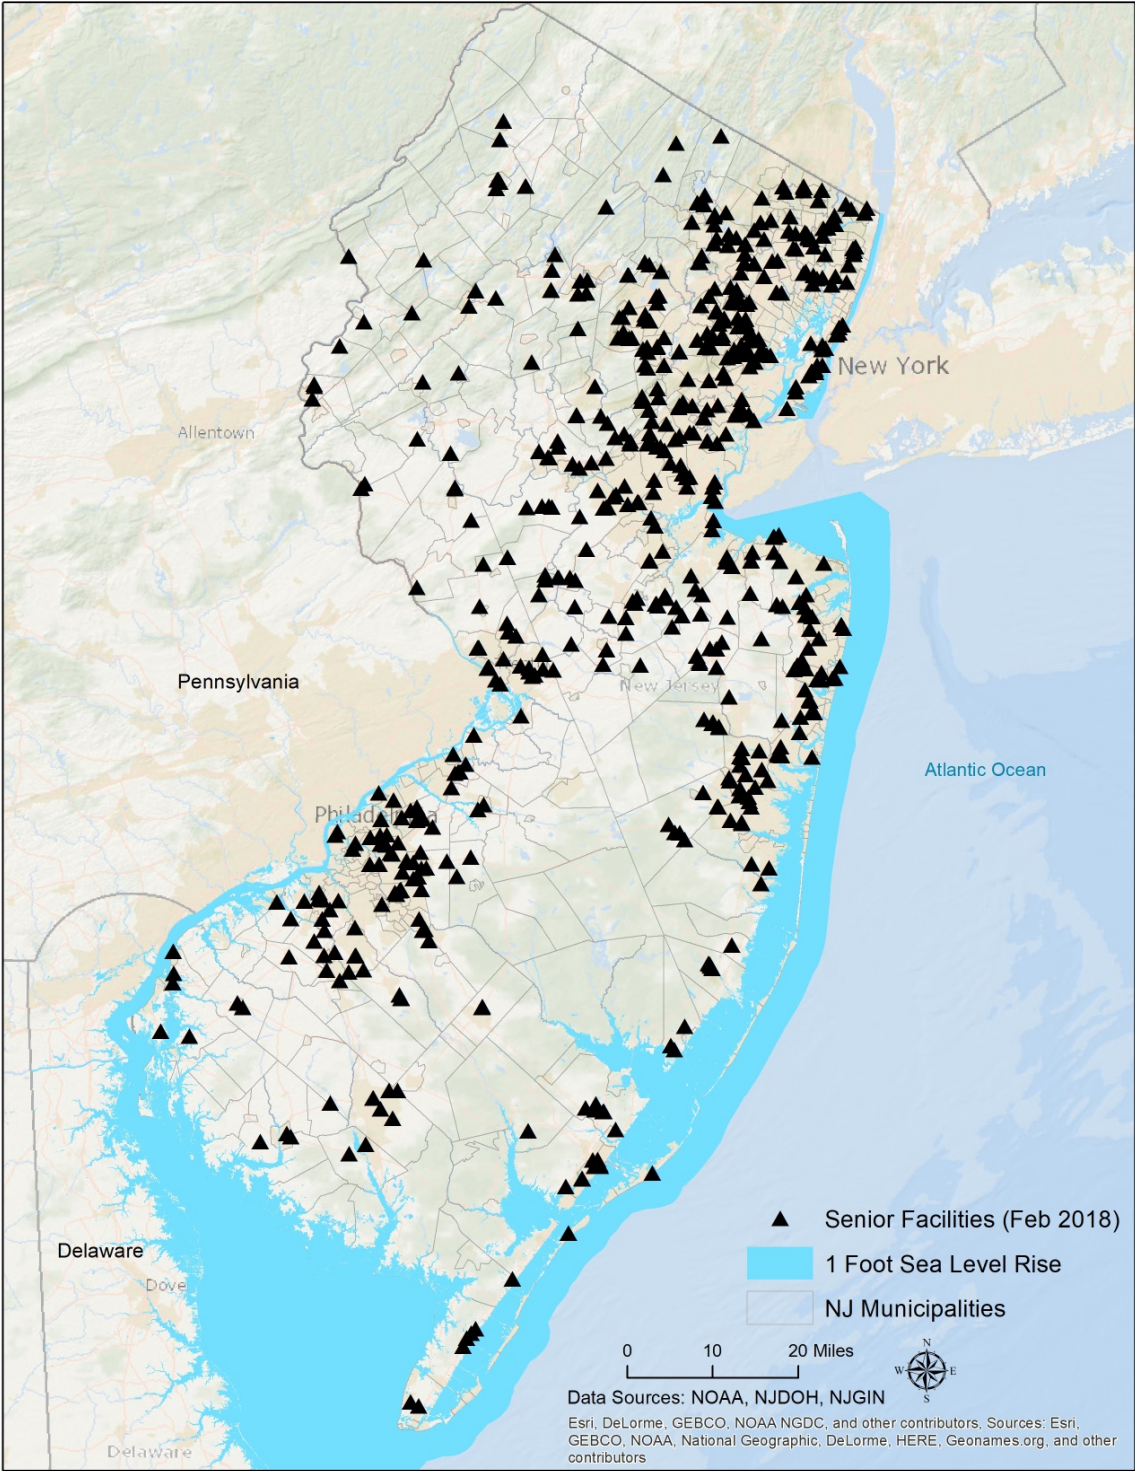 New York
Allentown
Pennsylvania
New Jersey
Atlantic Ocean
Philadelphia
Senior Facilities (Feb 2018)
1 Foot Sea Level Rise
NJ Municipalities
Delaware
Dove
0 10 20 Miles
N
W E
S
Data Sources: NOAA, NJDOH, NJGIN
Esri, DeLorme, GEBCO, NOAA NGDC, and other contributors, Sources: Esri,
GEBCO, NOAA, National Geographic, DeLorme, HERE, Geonames.org, and other
contributors
Delaware